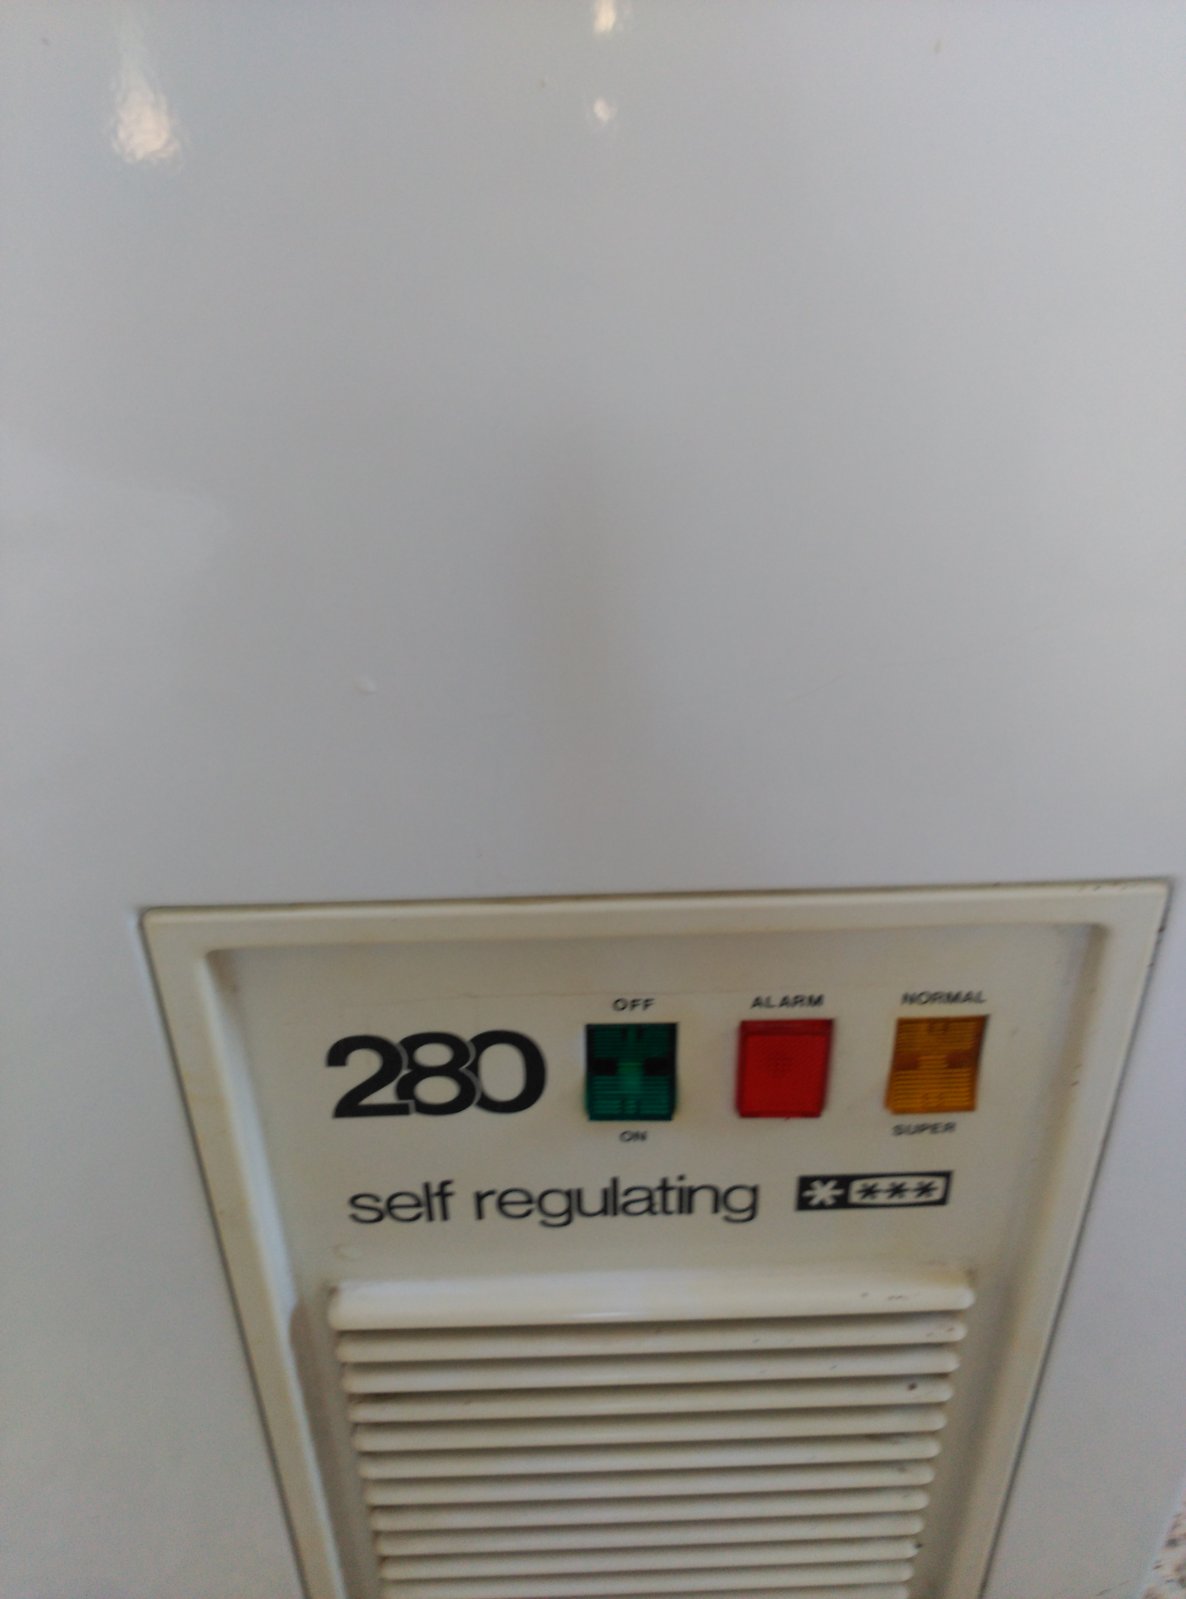 OFF ALARM NORMAL
280
ON SUPER
self regulating * ***